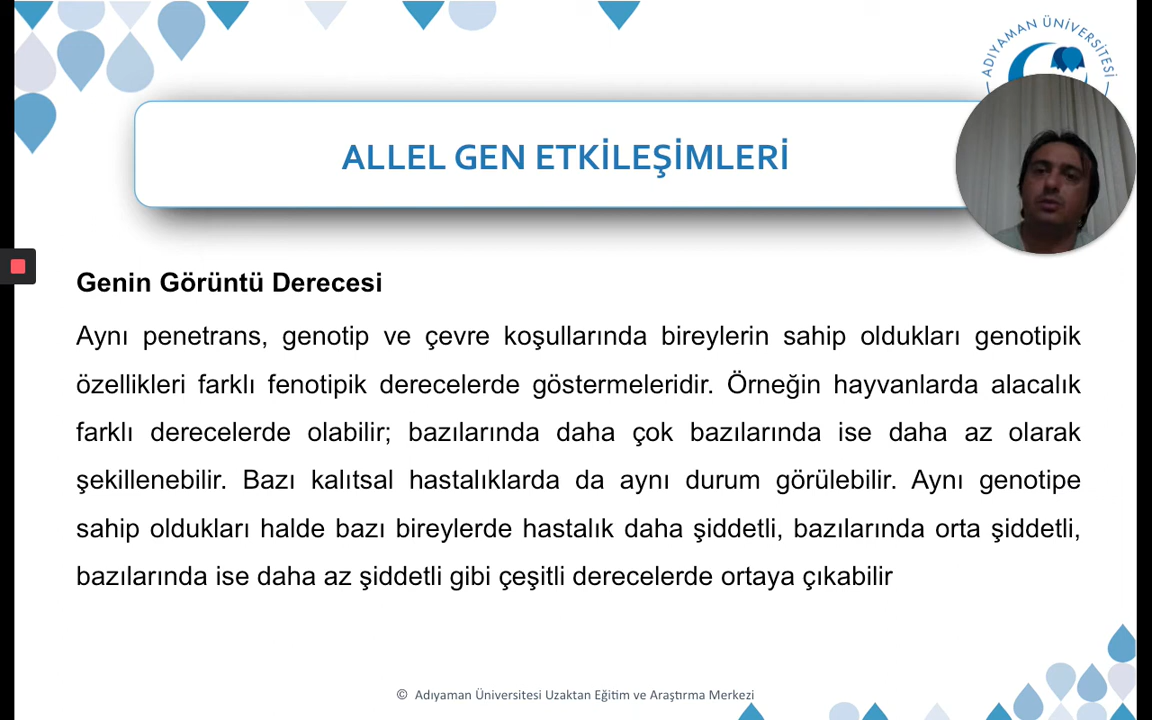 ADIYAMAN ÜNİVERSİTESİ
ALLEL GEN ETKİLEŞİMLERİ
Genin Görüntü Derecesi
Aynı penetrans, genotip ve çevre koşullarında bireylerin sahip oldukları genotipik
özellikleri farklı fenotipik derecelerde göstermeleridir. Örneğin hayvanlarda alacalık
farklı derecelerde olabilir; bazılarında daha çok bazılarında ise daha az olarak
şekillenebilir. Bazı kalıtsal hastalıklarda da aynı durum görülebilir. Aynı genotipe
sahip oldukları halde bazı bireylerde hastalık daha şiddetli, bazılarında orta şiddetli,
bazılarında ise daha az şiddetli gibi çeşitli derecelerde ortaya çıkabilir
© Adıyaman Üniversitesi Uzaktan Eğitim ve Araştırma Merkezi